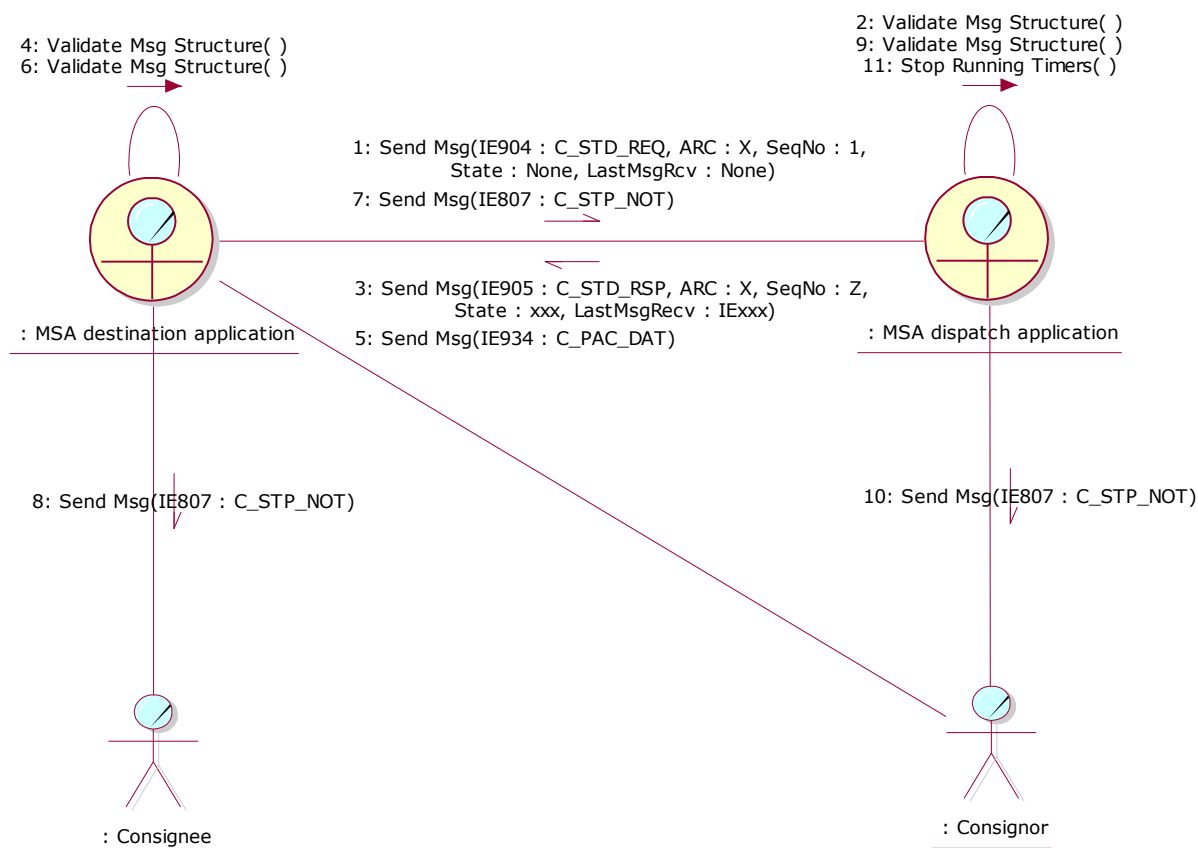 4: Validate Msg Structure( )
6: Validate Msg Structure( )
2: Validate Msg Structure( )
9: Validate Msg Structure( )
11: Stop Running Timers( )
1: Send Msg(IE904 : C_STD_REQ, ARC : X, SeqNo : 1,
State : None, LastMsgRcv : None)
7: Send Msg(IE807 : C_STP_NOT)
3: Send Msg(IE905 : C_STD_RSP, ARC : X, SeqNo : Z,
State : xxx, LastMsgRecv : IExxx)
5: Send Msg(IE934 : C_PAC_DAT)
: MSA destination application
: MSA dispatch application
8: Send Msg(IE807 : C_STP_NOT)
10: Send Msg(IE807 : C_STP_NOT)
: Consignee
: Consignor